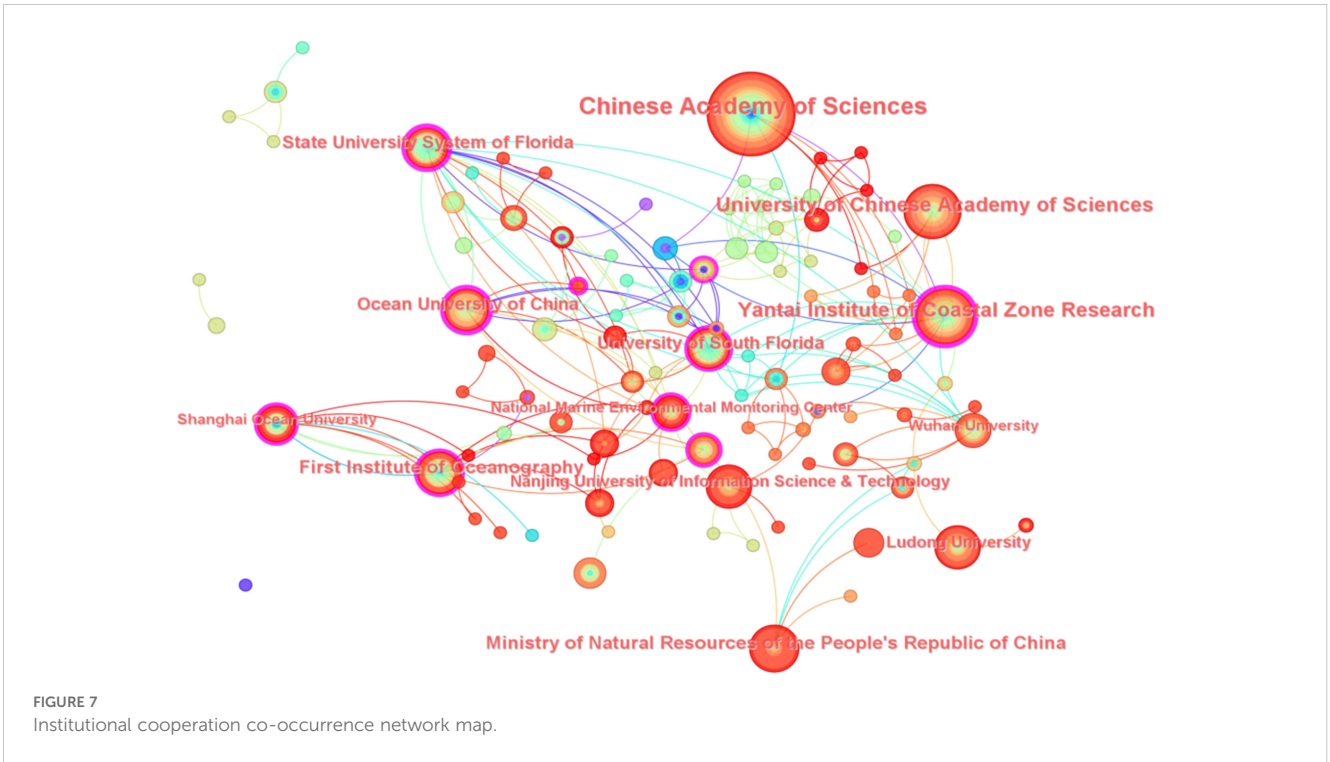 Chinese Academy of Sciences
State University System of Florida
University of Chinese Academy of Sciences
Ocean University of China
Yantai Institute of Coastal Zone Research
University of South Florida
National Marine Environmental Monitoring Center
Shanghai Ocean University
Wuhan University
First Institute of Oceanography
Nanjing University of Information Science & Technology
Ludong University
Ministry of Natural Resources of the People's Republic of China
FIGURE 7
Institutional cooperation co-occurrence network map.